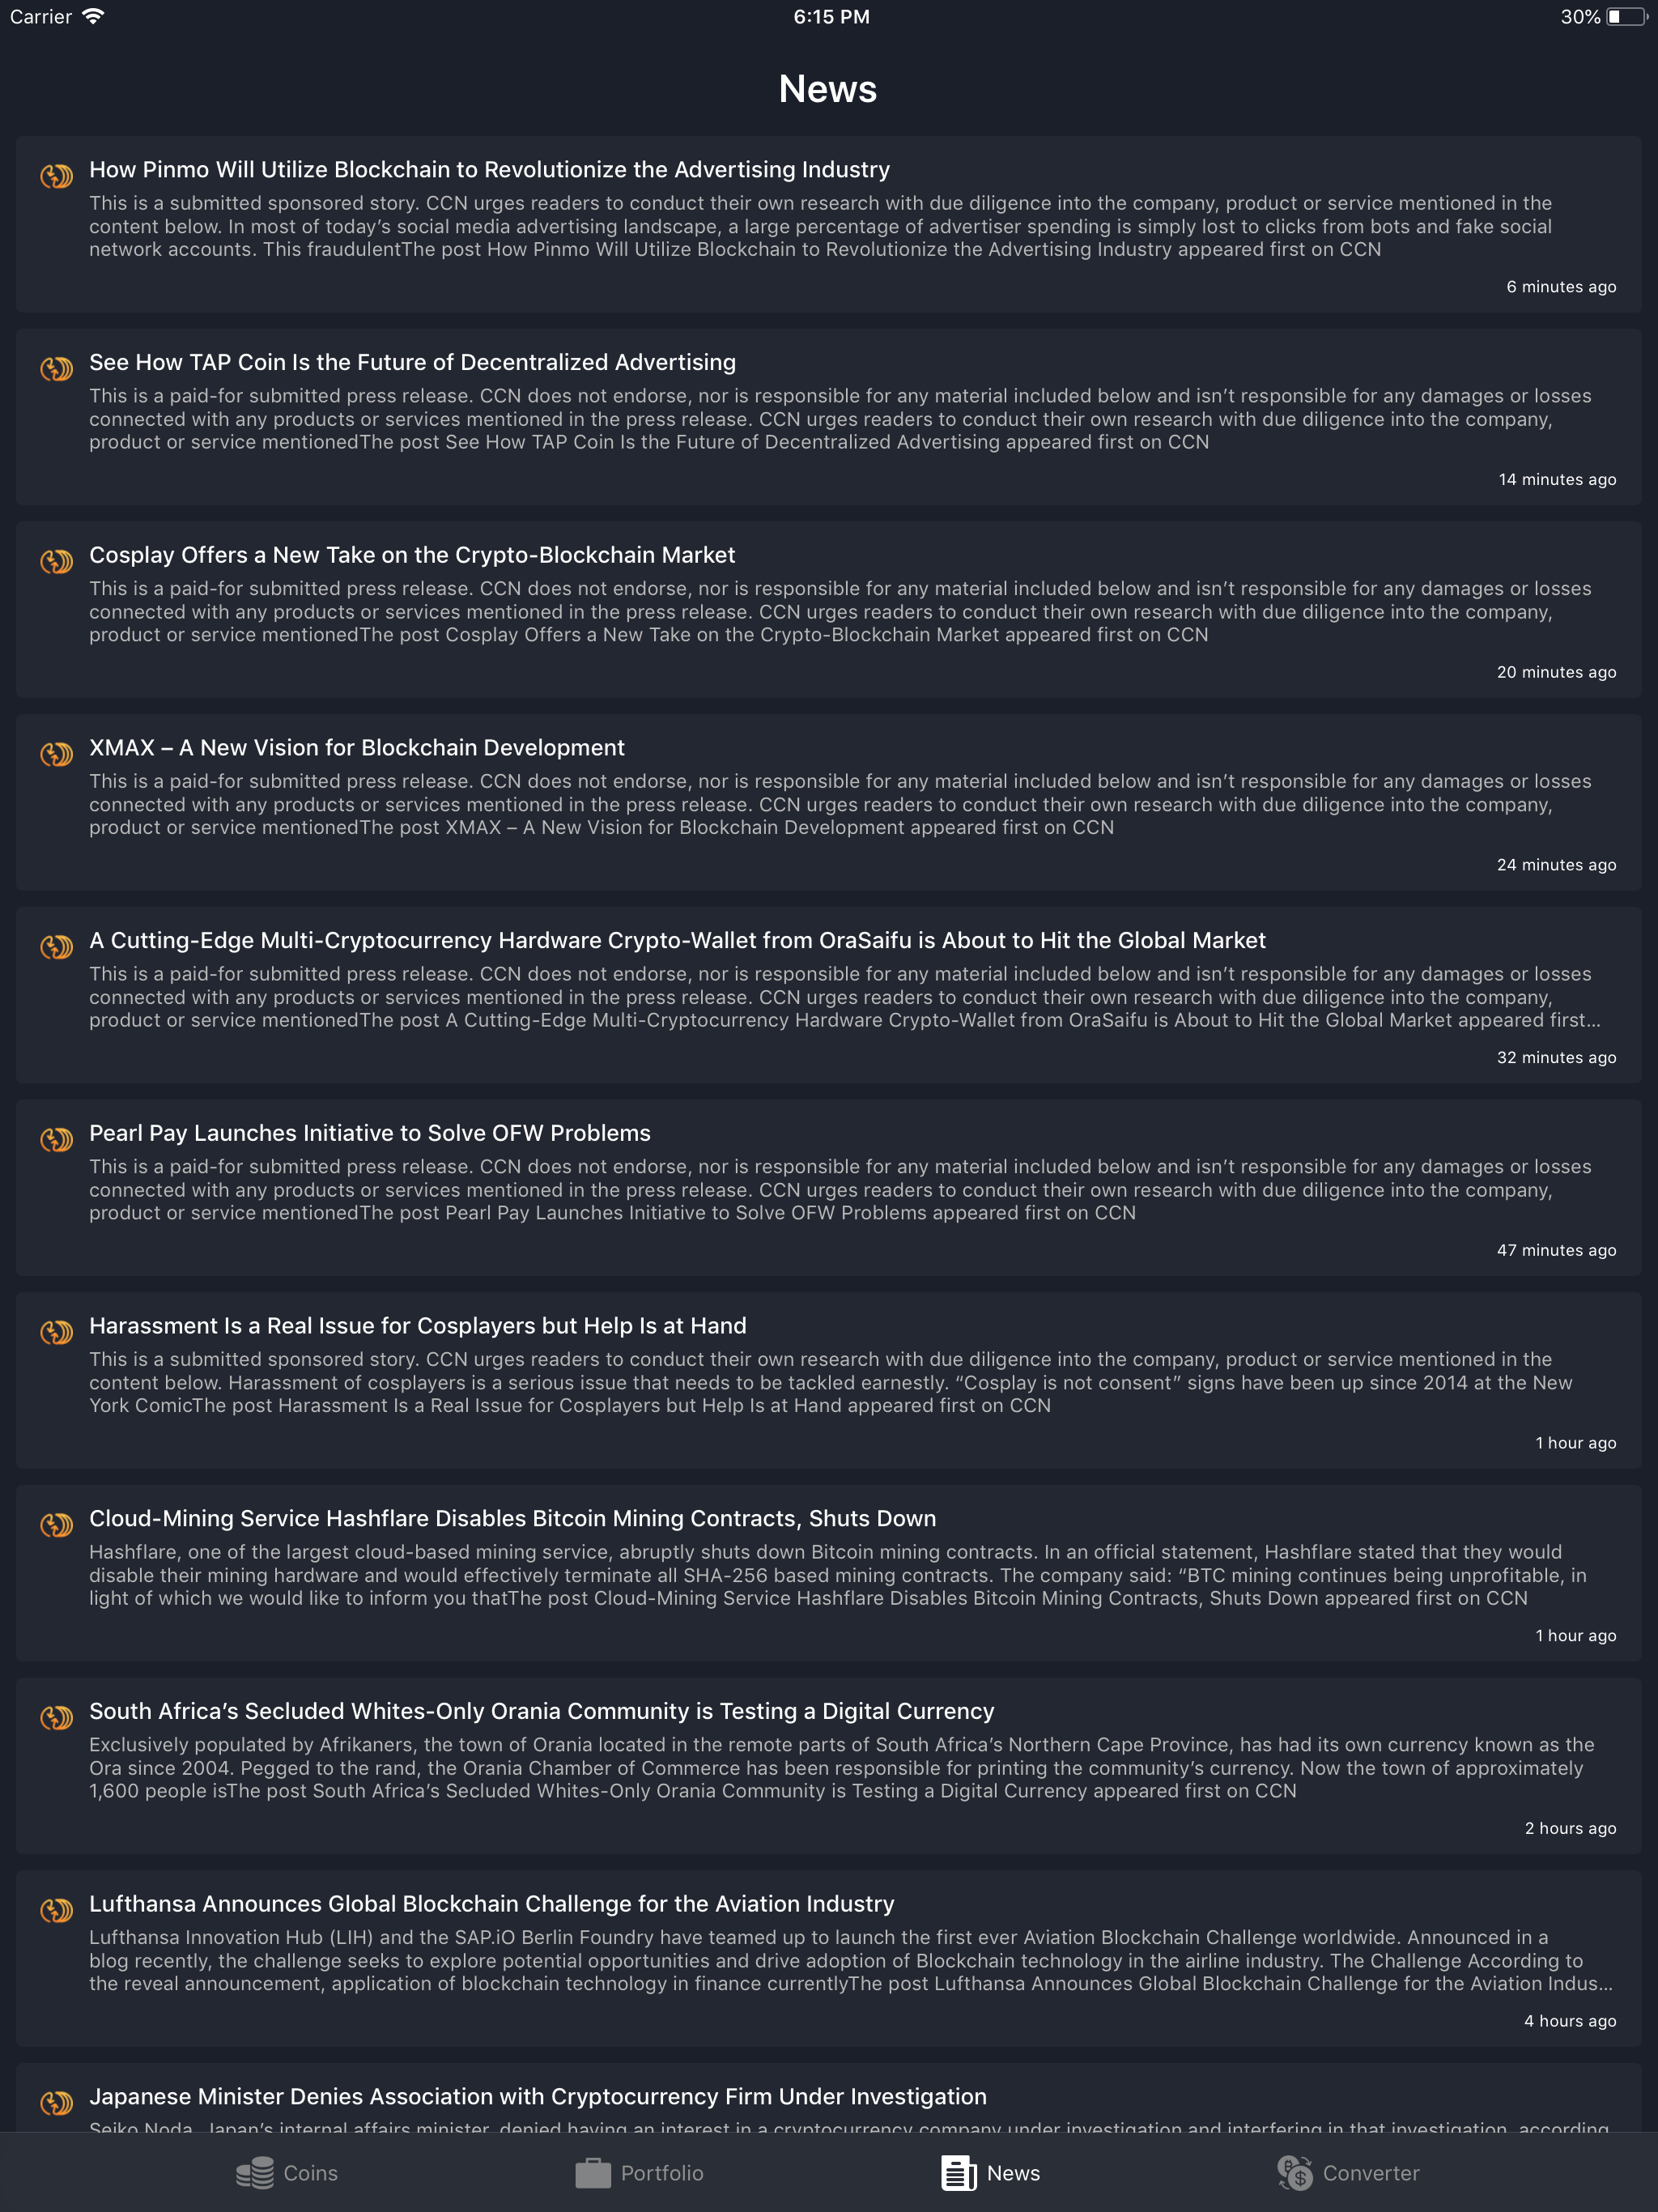 Carrier 6:15 PM 30%
News
How Pinmo Will Utilize Blockchain to Revolutionize the Advertising Industry
This is a submitted sponsored story. CCN urges readers to conduct their own research with due diligence into the company, product or service mentioned in the
content below. In most of today’s social media advertising landscape, a large percentage of advertiser spending is simply lost to clicks from bots and fake social
network accounts. This fraudulentThe post How Pinmo Will Utilize Blockchain to Revolutionize the Advertising Industry appeared first on CCN
6 minutes ago
See How TAP Coin Is the Future of Decentralized Advertising
This is a paid-for submitted press release. CCN does not endorse, nor is responsible for any material included below and isn’t responsible for any damages or losses
connected with any products or services mentioned in the press release. CCN urges readers to conduct their own research with due diligence into the company,
product or service mentionedThe post See How TAP Coin Is the Future of Decentralized Advertising appeared first on CCN
14 minutes ago
Cosplay Offers a New Take on the Crypto-Blockchain Market
This is a paid-for submitted press release. CCN does not endorse, nor is responsible for any material included below and isn’t responsible for any damages or losses
connected with any products or services mentioned in the press release. CCN urges readers to conduct their own research with due diligence into the company,
product or service mentionedThe post Cosplay Offers a New Take on the Crypto-Blockchain Market appeared first on CCN
20 minutes ago
XMAX – A New Vision for Blockchain Development
This is a paid-for submitted press release. CCN does not endorse, nor is responsible for any material included below and isn’t responsible for any damages or losses
connected with any products or services mentioned in the press release. CCN urges readers to conduct their own research with due diligence into the company,
product or service mentionedThe post XMAX – A New Vision for Blockchain Development appeared first on CCN
24 minutes ago
A Cutting-Edge Multi-Cryptocurrency Hardware Crypto-Wallet from OraSaifu is About to Hit the Global Market
This is a paid-for submitted press release. CCN does not endorse, nor is responsible for any material included below and isn’t responsible for any damages or losses
connected with any products or services mentioned in the press release. CCN urges readers to conduct their own research with due diligence into the company,
product or service mentionedThe post A Cutting-Edge Multi-Cryptocurrency Hardware Crypto-Wallet from OraSaifu is About to Hit the Global Market appeared first...
32 minutes ago
Pearl Pay Launches Initiative to Solve OFW Problems
This is a paid-for submitted press release. CCN does not endorse, nor is responsible for any material included below and isn’t responsible for any damages or losses
connected with any products or services mentioned in the press release. CCN urges readers to conduct their own research with due diligence into the company,
product or service mentionedThe post Pearl Pay Launches Initiative to Solve OFW Problems appeared first on CCN
47 minutes ago
Harassment Is a Real Issue for Cosplayers but Help Is at Hand
This is a submitted sponsored story. CCN urges readers to conduct their own research with due diligence into the company, product or service mentioned in the
content below. Harassment of cosplayers is a serious issue that needs to be tackled earnestly. “Cosplay is not consent” signs have been up since 2014 at the New
York ComicThe post Harassment Is a Real Issue for Cosplayers but Help Is at Hand appeared first on CCN
1 hour ago
Cloud-Mining Service Hashflare Disables Bitcoin Mining Contracts, Shuts Down
Hashflare, one of the largest cloud-based mining service, abruptly shuts down Bitcoin mining contracts. In an official statement, Hashflare stated that they would
disable their mining hardware and would effectively terminate all SHA-256 based mining contracts. The company said: “BTC mining continues being unprofitable, in
light of which we would like to inform you thatThe post Cloud-Mining Service Hashflare Disables Bitcoin Mining Contracts, Shuts Down appeared first on CCN
1 hour ago
South Africa’s Secluded Whites-Only Orania Community is Testing a Digital Currency
Exclusively populated by Afrikaners, the town of Orania located in the remote parts of South Africa’s Northern Cape Province, has had its own currency known as the
Ora since 2004. Pegged to the rand, the Orania Chamber of Commerce has been responsible for printing the community’s currency. Now the town of approximately
1,600 people isThe post South Africa’s Secluded Whites-Only Orania Community is Testing a Digital Currency appeared first on CCN
2 hours ago
Lufthansa Announces Global Blockchain Challenge for the Aviation Industry
Lufthansa Innovation Hub (LIH) and the SAP.iO Berlin Foundry have teamed up to launch the first ever Aviation Blockchain Challenge worldwide. Announced in a
blog recently, the challenge seeks to explore potential opportunities and drive adoption of Blockchain technology in the airline industry. The Challenge According to
the reveal announcement, application of blockchain technology in finance currentlyThe post Lufthansa Announces Global Blockchain Challenge for the Aviation Indus...
4 hours ago
Japanese Minister Denies Association with Cryptocurrency Firm Under Investigation
Seiko Noda, Japan’s internal affairs minister, denied having an interest in a cryptocurrency company under investigation and interfering in that investigation, according
Coins Portfolio News Converter